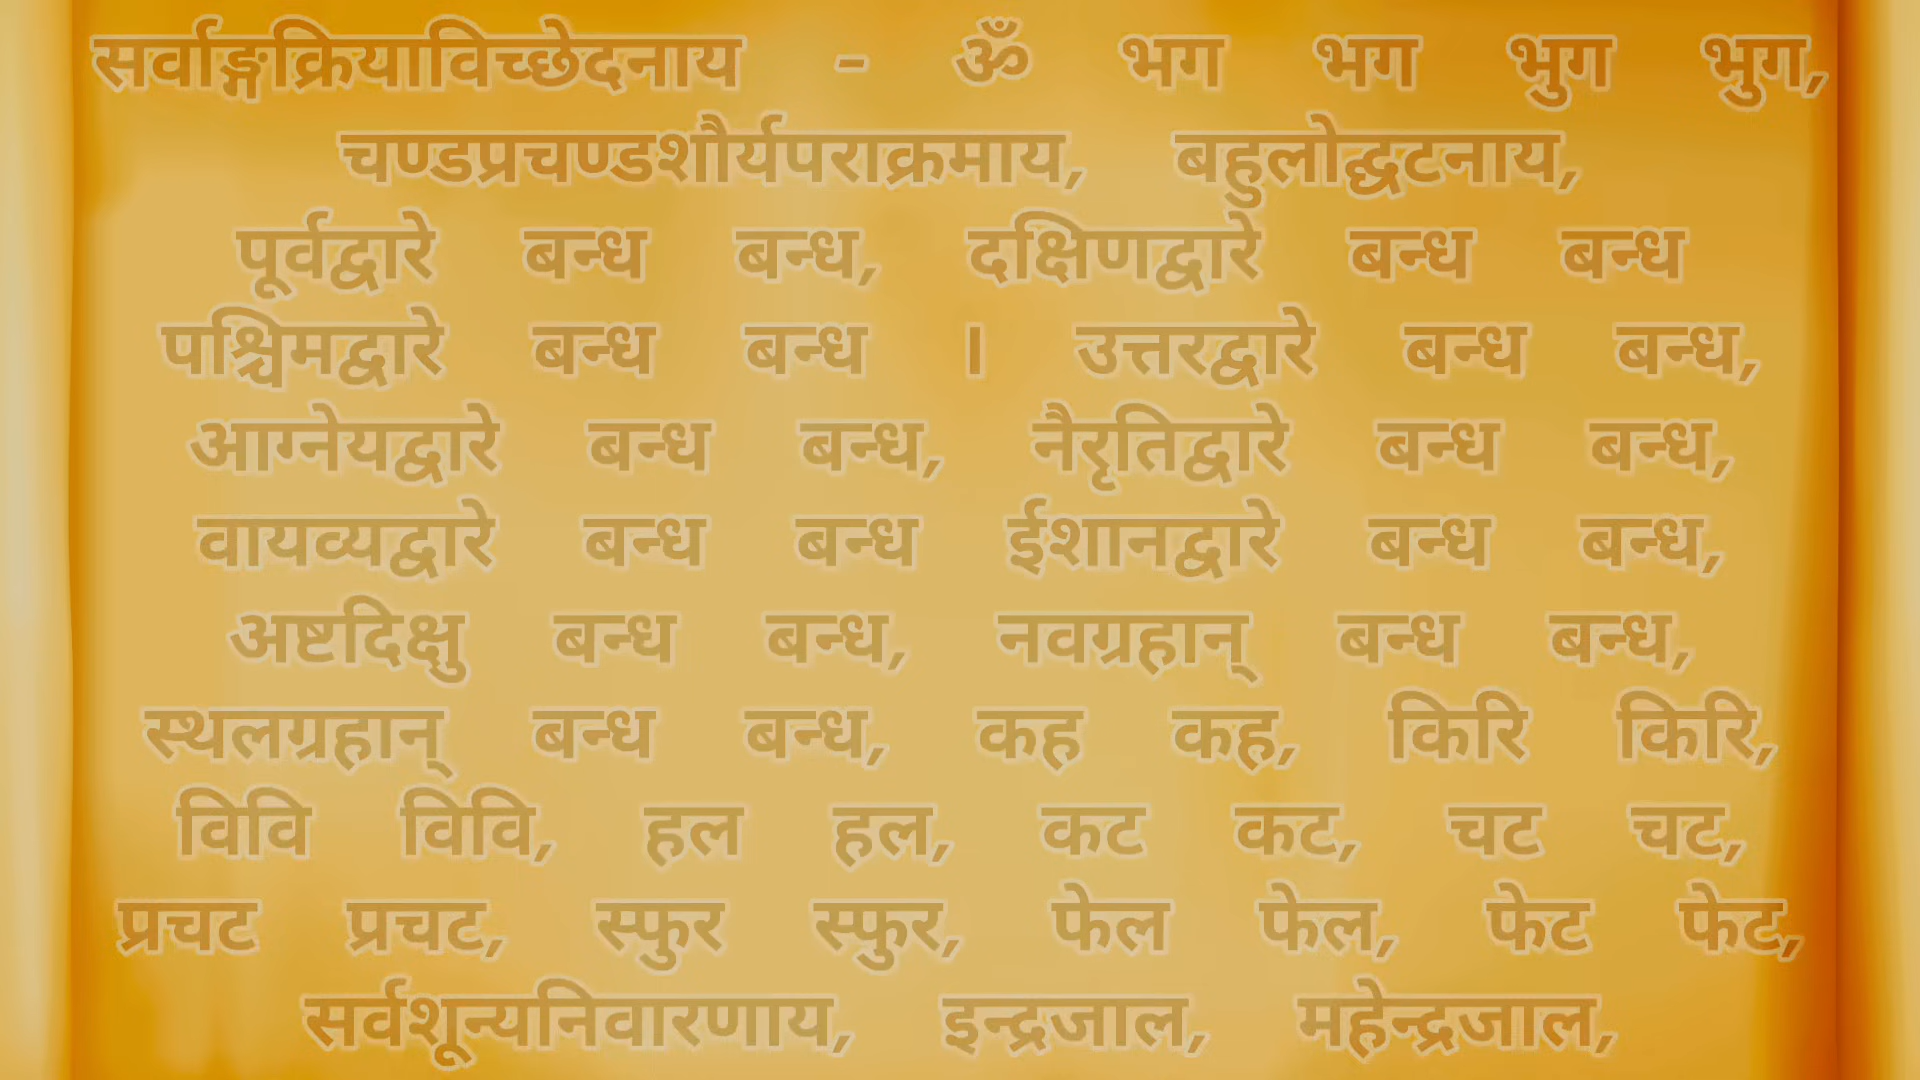 सर्वाङ्गक्रियाविच्छेदनाय - ॐ भग भग भुग भुग,
चण्डप्रचण्डशौर्यपराक्रमाय, बहुलोद्धटनाय,
पूर्वद्वारे बन्ध बन्ध, दक्षिणद्वारे बन्ध बन्ध
पश्चिमद्वारे बन्ध बन्ध । उत्तरद्वारे बन्ध बन्ध,
आग्नेयद्वारे बन्ध बन्ध, नैरृतिद्वारे बन्ध बन्ध,
वायव्यद्वारे बन्ध बन्ध ईशानद्वारे बन्ध बन्ध,
अष्टदिक्षु बन्ध बन्ध, नवग्रहान् बन्ध बन्ध,
स्थलग्रहान् बन्ध बन्ध, कह कह, किरि किरि,
विवि विवि, हल हल, कट कट, चट चट,
प्रचट प्रचट, स्फुर स्फुर, फेल फेल, फेट फेट,
सर्वशून्यनिवारणाय, इन्द्रजाल, महेन्द्रजाल,